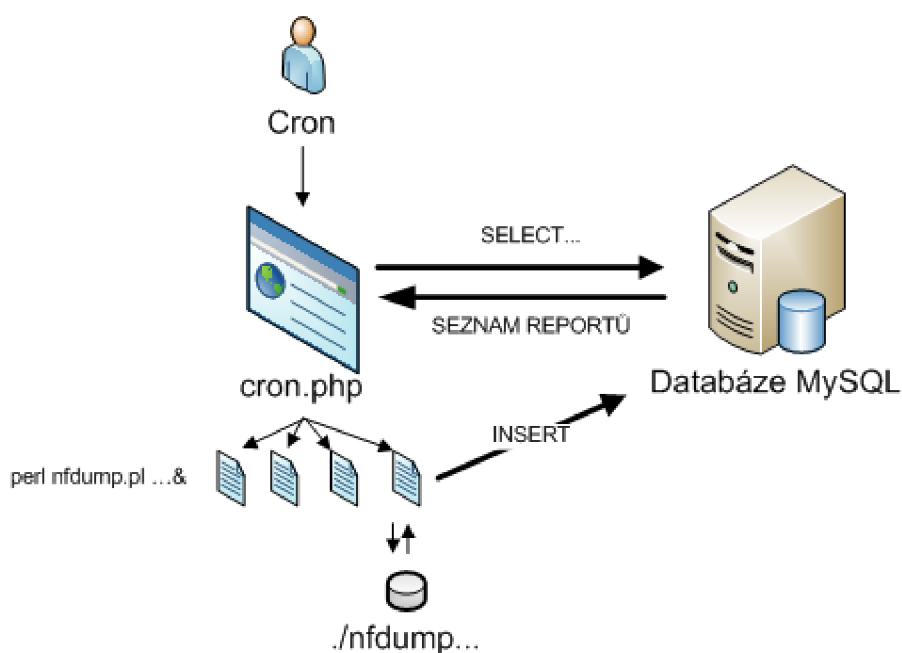 Cron
SELECT...
SEZNAM REPORTŮ
cron.php
Databáze MySQL
INSERT
perl nfdump.pl ...&
./nfdump...